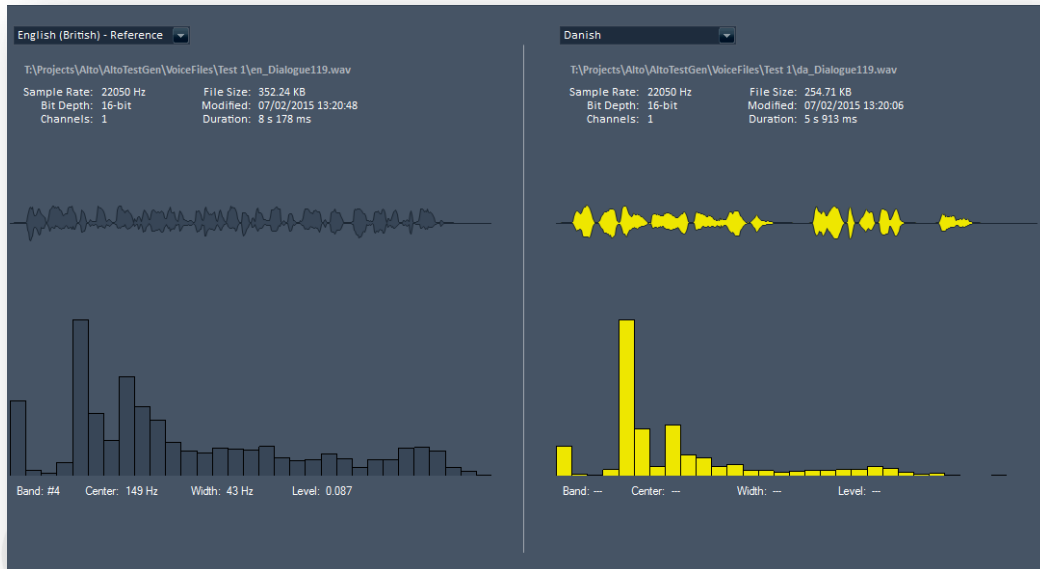 English (British) - Reference
T:\Projects\Alto\AltoTestGen\VoiceFiles\Test 1\en_Dialogue119.wav
Sample Rate: 22050 Hz File Size: 352.24 KB
Bit Depth: 16-bit Modified: 07/02/2015 13:20:48
Channels: 1 Duration: 8 s 178 ms
Band: #4 Center: 149 Hz Width: 43 Hz Level: 0.087
Danish
T:\Projects\Alto\AltoTestGen\VoiceFiles\Test 1\da_Dialogue119.wav
Sample Rate: 22050 Hz File Size: 254.71 KB
Bit Depth: 16-bit Modified: 07/02/2015 13:20:06
Channels: 1 Duration: 5 s 913 ms
Band: --- Center: --- Width: --- Level: ---